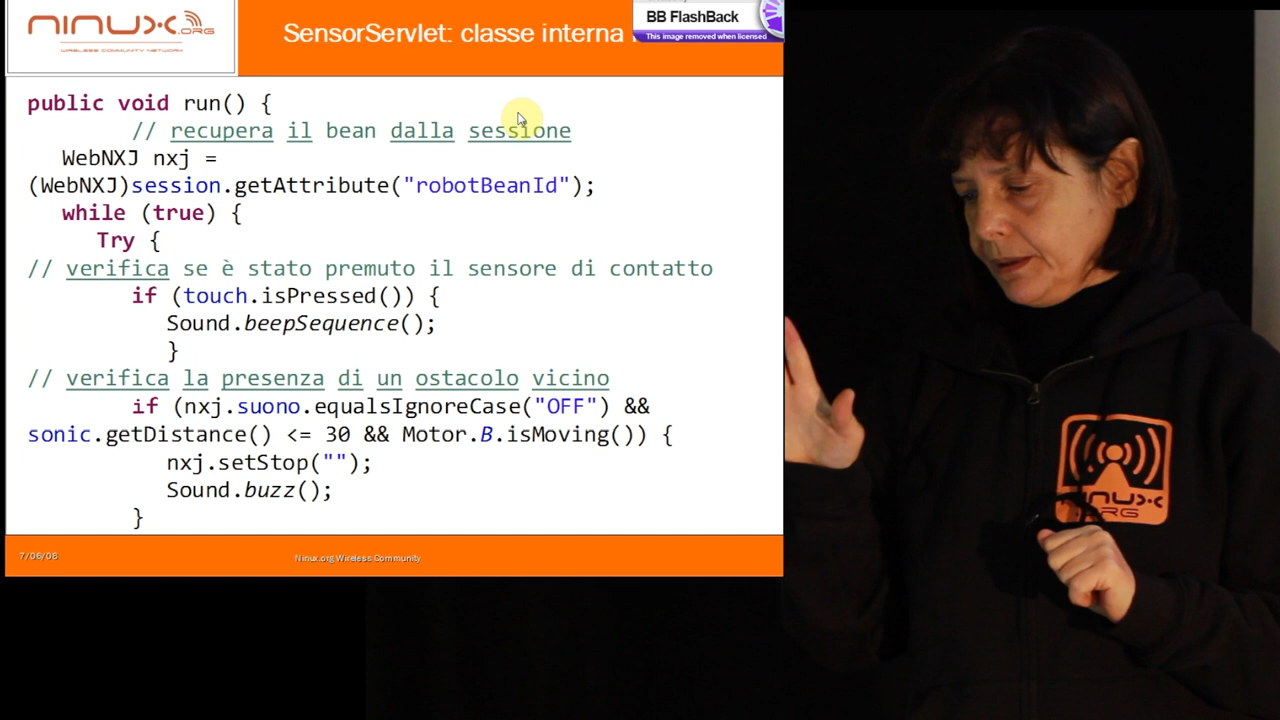 ninux.ORG
WIRELESS COMMUNITY NETWORK
SensorServlet: classe interna
BB FlashBack
This image removed when licensed
public void run() {
// recupera il bean dalla sessione
WebNXJ nxj =
(WebNXJ)session.getAttribute("robotBeanId");
while (true) {
Try {
// verifica se è stato premuto il sensore di contatto
if (touch.isPressed()) {
Sound.beepSequence();
}
// verifica la presenza di un ostacolo vicino
if (nxj.suono.equalsIgnoreCase("OFF") &&
sonic.getDistance() <= 30 && Motor.B.isMoving()) {
nxj.setStop("");
Sound.buzz();
}
7/06/08
Ninux.org Wireless Community
ninux
.ORG